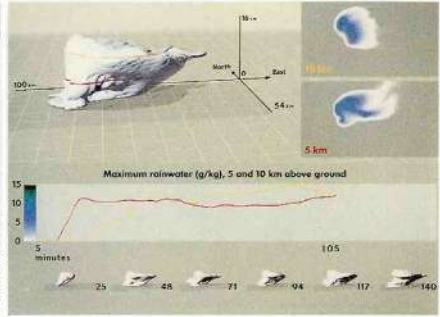 16 km
North
0
East
100 km
54 km
10 km
5 km
Maximum rainwater (g/kg), 5 and 10 km above ground
15
10
5
0
5
105
minutes
25
48
71
94
117
140